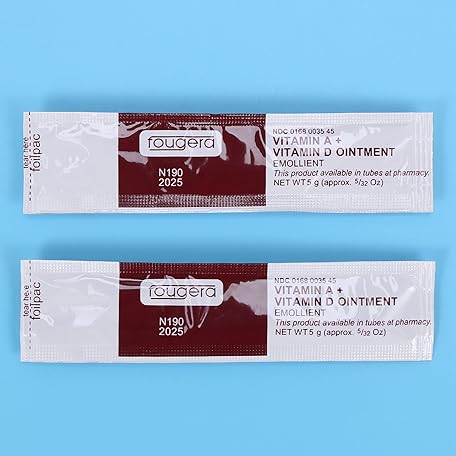 tear here
foilpac
fougera
N190
2025
NDC 0168 0035 45
VITAMIN A +
VITAMIN D OINTMENT
EMOLLIENT
This product available in tubes at pharmacy.
NET WT 5 g (approx. 5/32 Oz)
tear here
foilpac
fougera
N190
2025
NDC 0168 0035 45
VITAMIN A +
VITAMIN D OINTMENT
EMOLLIENT
This product available in tubes at pharmacy.
NET WT 5 g (approx. 5/32 Oz)